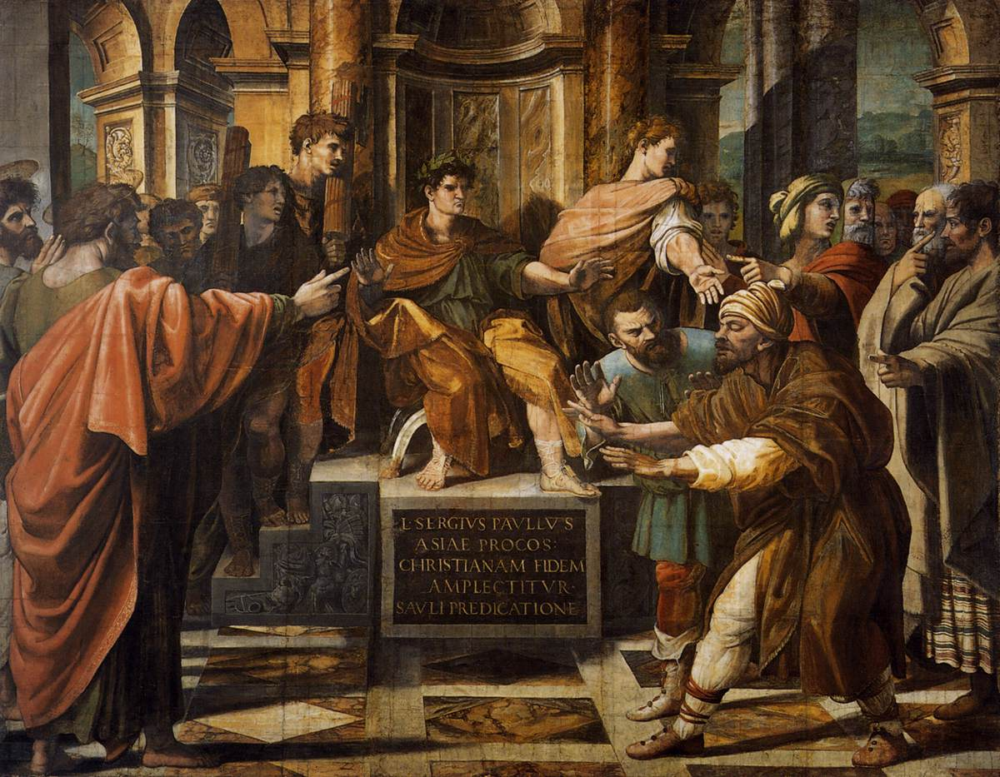 L·SERGIVS PAVLLVS
ASIAE PROCOS:
CHRISTIANAM FIDEM
AMPLECTITVR·
SAVLI PREDICATIONE